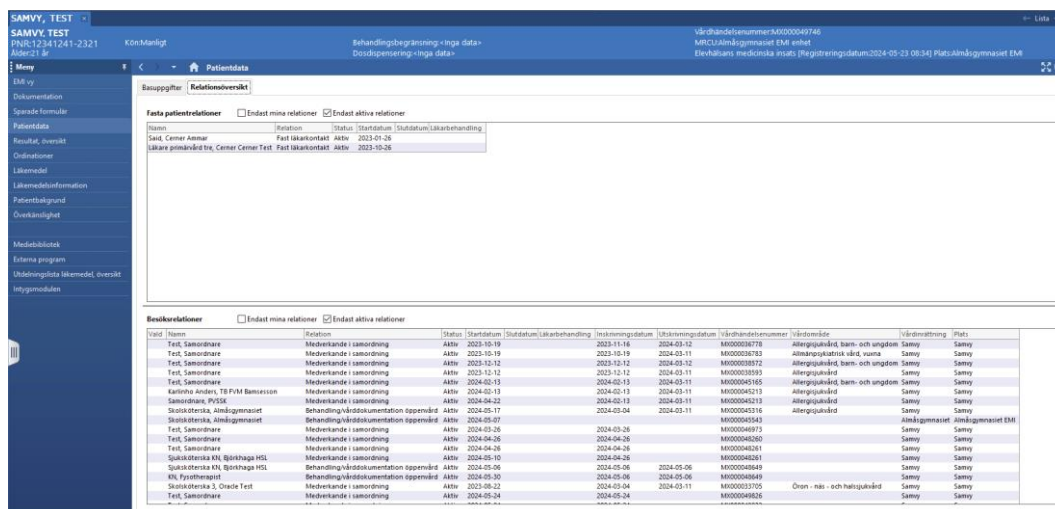 SAMVY, TEST ×
← Lista
SAMVY, TEST
PNR:12341241-2321 Kön:Manligt
Ålder:21 år
Behandlingsbegränsning:<Inga data>
Dosdispensering:<Inga data>
Vårdhändelsenummer:MX000049746
MRCU:Almåsgymnasiet EMI enhet
Elevhälsans medicinska insats [Registreringsdatum:2024-05-23 08:34] Plats:Almåsgymnasiet EMI
Meny
Patientdata
EMI vy
Dokumentation
Sparade formulär
Patientdata
Resultat, översikt
Ordinationer
Läkemedel
Läkemedelsinformation
Patientbakgrund
Överkänslighet
Mediebibliotek
Externa program
Utdelningslista läkemedel, översikt
Intygsmodulen
Basuppgifter Relationsöversikt
Fasta patientrelationer Endast mina relationer Endast aktiva relationer
Namn Relation Status Startdatum Slutdatum Läkarbehandling
Said, Cerner Ammar Fast läkarkontakt Aktiv 2023-01-26
Läkare primärvård tre, Cerner Cerner Test Fast läkarkontakt Aktiv 2023-10-26
Besöksrelationer Endast mina relationer Endast aktiva relationer
Vald Namn Relation Status Startdatum Slutdatum Läkarbehandling Inskrivningsdatum Utskrivningsdatum Vårdhändelsenummer Vårdområde Vårdinrättning Plats
Test, Samordnare Medverkande i samordning Aktiv 2023-10-19 2023-11-16 2024-03-12 MX000036778 Allergisjukvård, barn- och ungdom Samvy Samvy
Test, Samordnare Medverkande i samordning Aktiv 2023-10-19 2023-10-19 2024-03-11 MX000036783 Allmänpsykiatrisk vård, vuxna Samvy Samvy
Test, Samordnare Medverkande i samordning Aktiv 2023-12-12 2023-12-12 2024-03-12 MX000038572 Allergisjukvård, barn- och ungdom Samvy Samvy
Test, Samordnare Medverkande i samordning Aktiv 2023-12-12 2023-12-12 2024-03-11 MX000038593 Allergisjukvård Samvy Samvy
Test, Samordnare Medverkande i samordning Aktiv 2024-02-13 2024-02-13 2024-03-11 MX000045165 Allergisjukvård, barn- och ungdom Samvy Samvy
Karlinho Anders, TB FVM Bamsesson Medverkande i samordning Aktiv 2024-02-13 2024-02-13 2024-03-11 MX000045213 Allergisjukvård Samvy Samvy
Samordnare, PVSSK Medverkande i samordning Aktiv 2024-04-22 2024-02-13 2024-03-11 MX000045213 Allergisjukvård Samvy Samvy
Skolsköterska, Almåsgymnasiet Behandling/vårddokumentation öppenvård Aktiv 2024-05-17 2024-03-04 2024-03-11 MX000045316 Allergisjukvård Samvy Samvy
Skolsköterska, Almåsgymnasiet Behandling/vårddokumentation öppenvård Aktiv 2024-05-07 MX000045543 Almåsgymnasiet Almåsgymnasiet EMI
Test, Samordnare Medverkande i samordning Aktiv 2024-03-26 2024-03-26 MX000046973 Samvy Samvy
Test, Samordnare Medverkande i samordning Aktiv 2024-04-26 2024-04-26 MX000048260 Samvy Samvy
Test, Samordnare Medverkande i samordning Aktiv 2024-04-26 2024-04-26 MX000048261 Samvy Samvy
Sjuksköterska KN, Björkhaga HSL Medverkande i samordning Aktiv 2024-05-10 2024-04-26 MX000048261 Samvy Samvy
Sjuksköterska KN, Björkhaga HSL Behandling/vårddokumentation öppenvård Aktiv 2024-05-06 2024-05-06 2024-05-06 MX000048649 Samvy Samvy
KN, Fysotherapist Behandling/vårddokumentation öppenvård Aktiv 2024-05-30 2024-05-06 2024-05-06 MX000048649 Samvy Samvy
Skolsköterska 3, Oracle Test Medverkande i samordning Aktiv 2023-08-22 2024-03-04 2024-03-11 MX000033705 Öron - näs - och halssjukvård Samvy Samvy
Test, Samordnare Medverkande i samordning Aktiv 2024-05-24 2024-05-24 MX000049826 Samvy Samvy